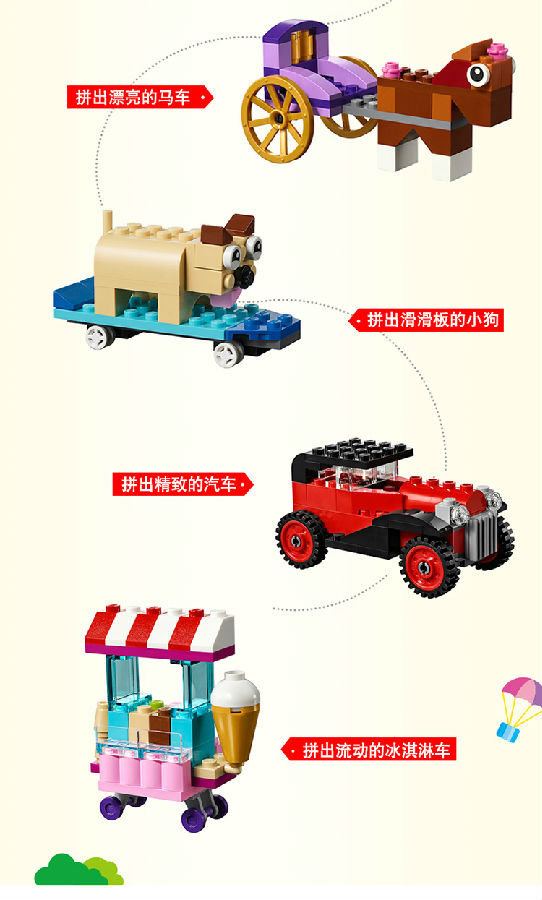 拼出漂亮的马车
拼出滑滑板的小狗
拼出精致的汽车
拼出流动的冰淇淋车